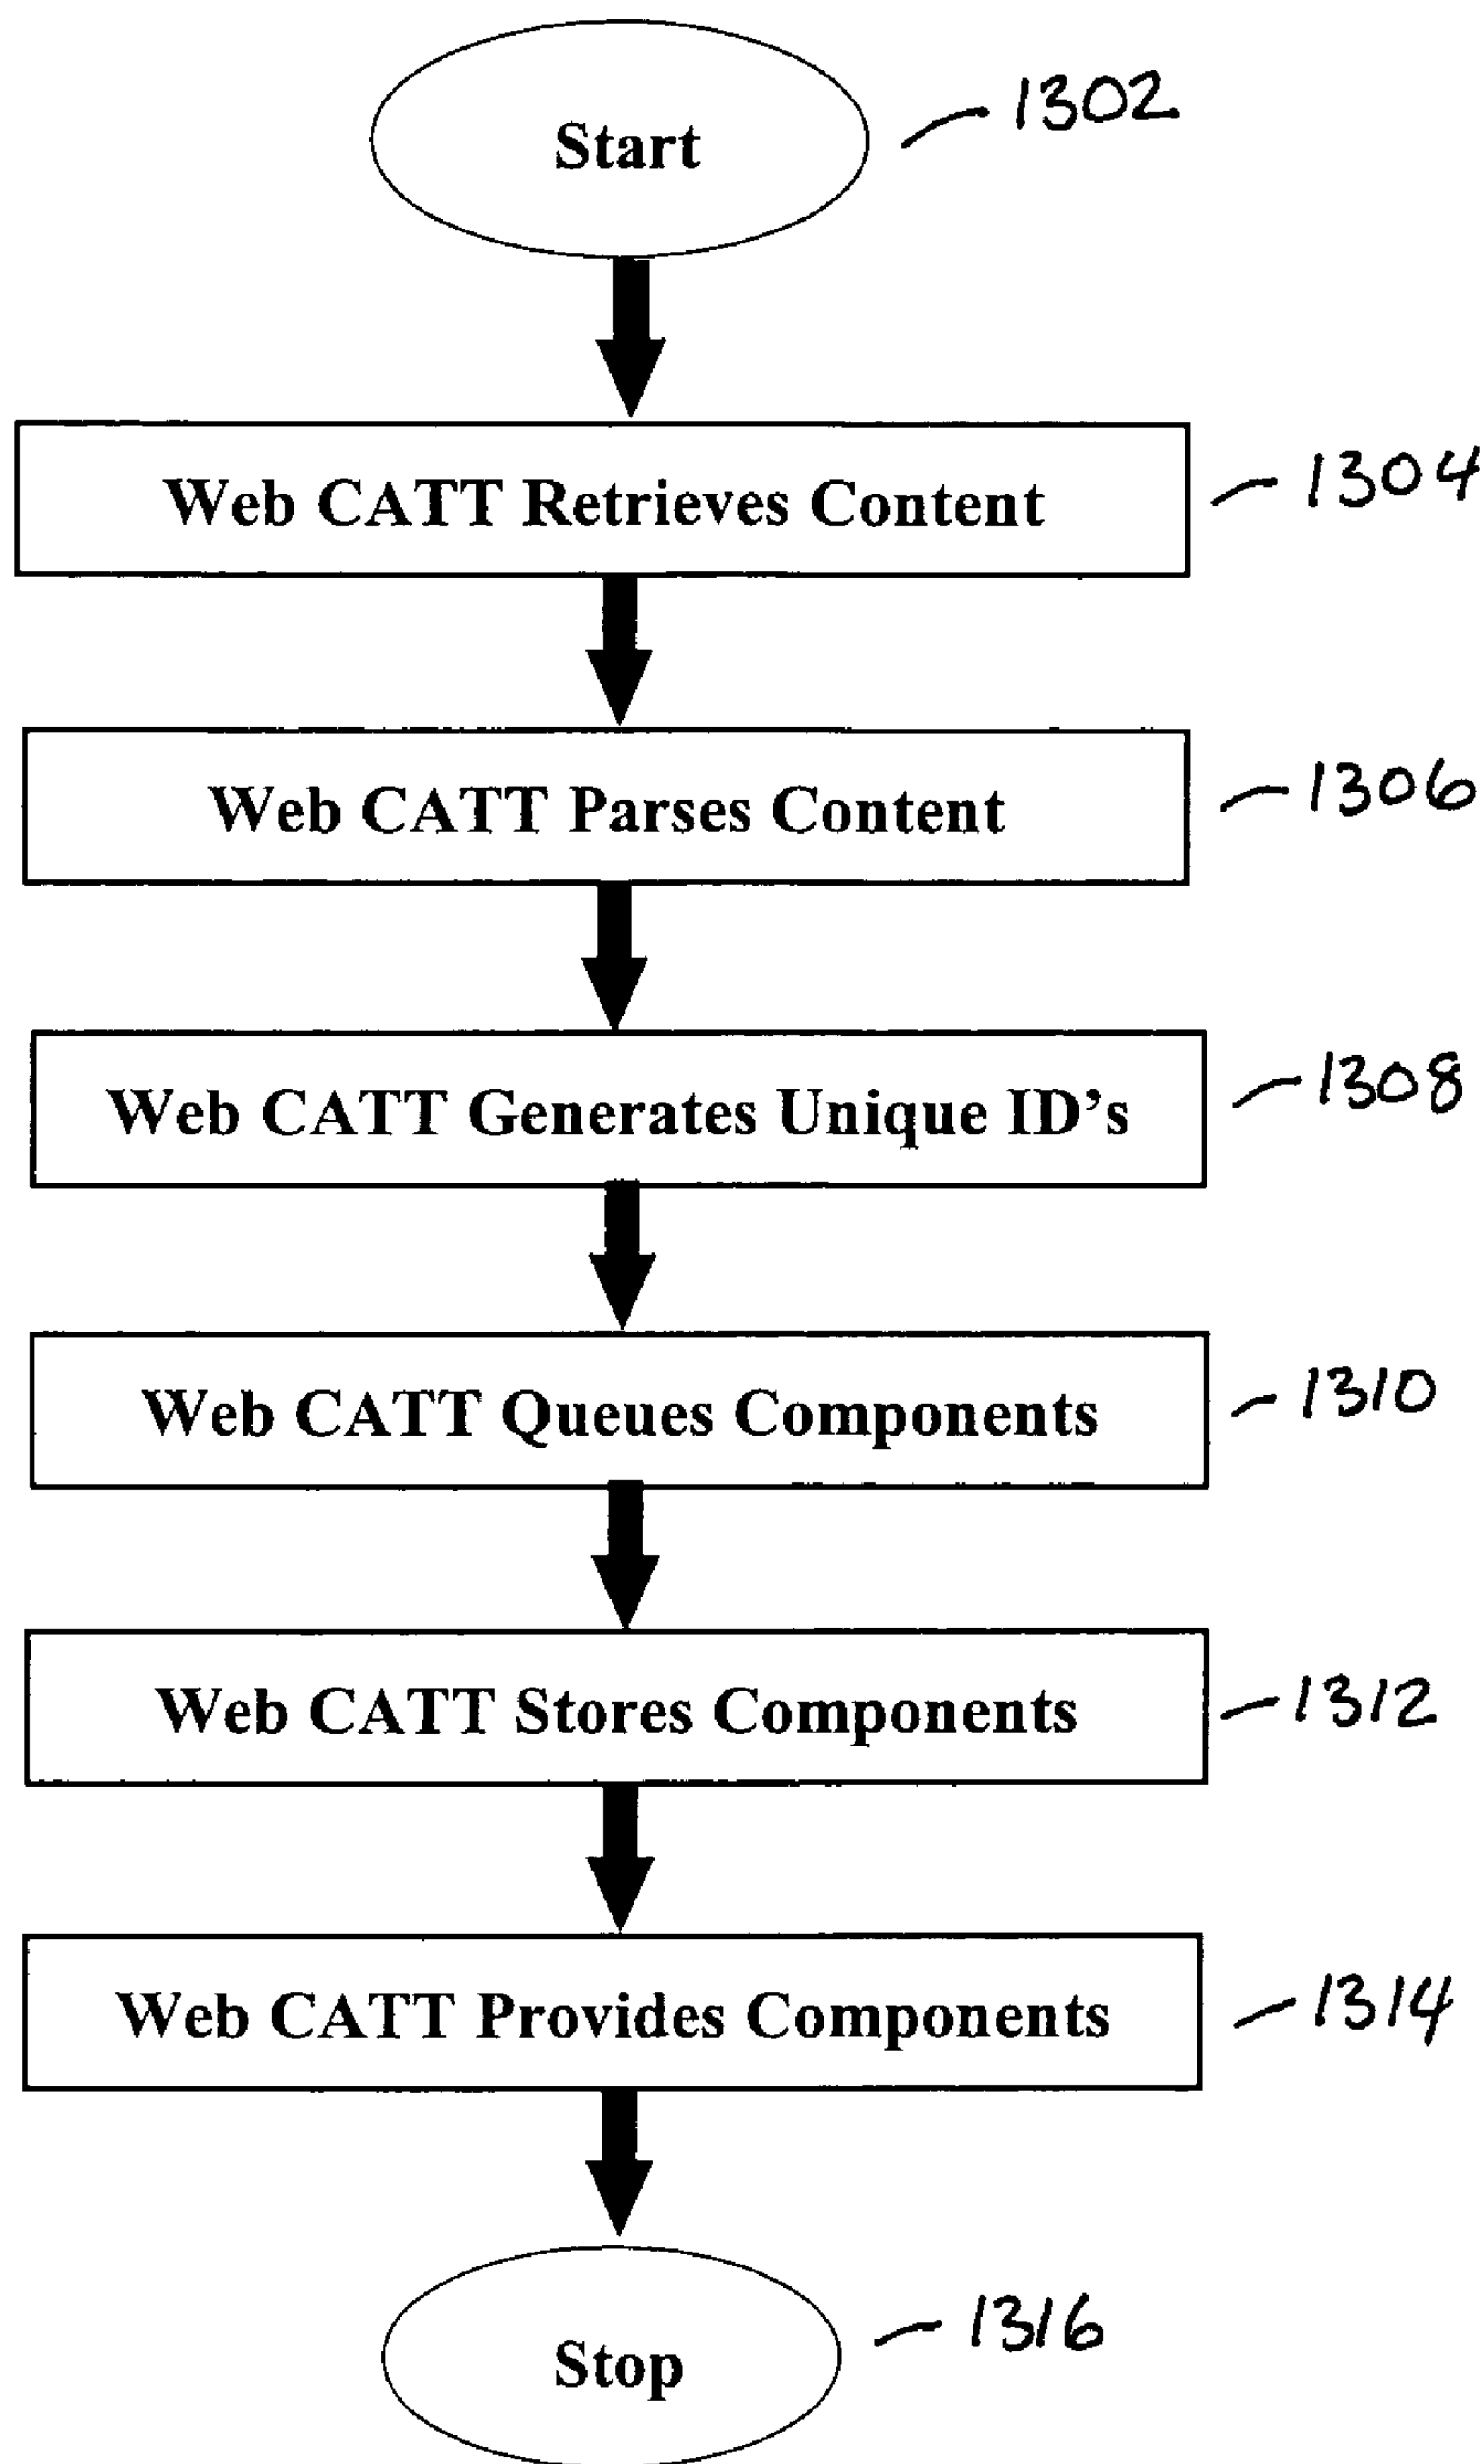 Start
1302
Web CATT Retrieves Content
1304
Web CATT Parses Content
1306
Web CATT Generates Unique ID's
1308
Web CATT Queues Components
1310
Web CATT Stores Components
1312
Web CATT Provides Components
1314
Stop
1316